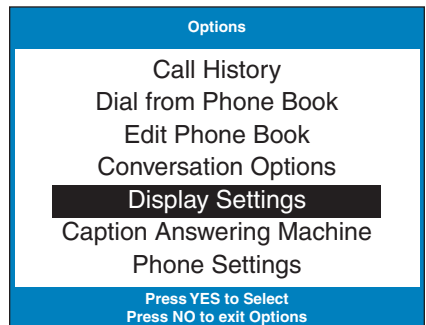 Options
Call History
Dial from Phone Book
Edit Phone Book
Conversation Options
Display Settings
Caption Answering Machine
Phone Settings
Press YES to Select
Press NO to exit Options